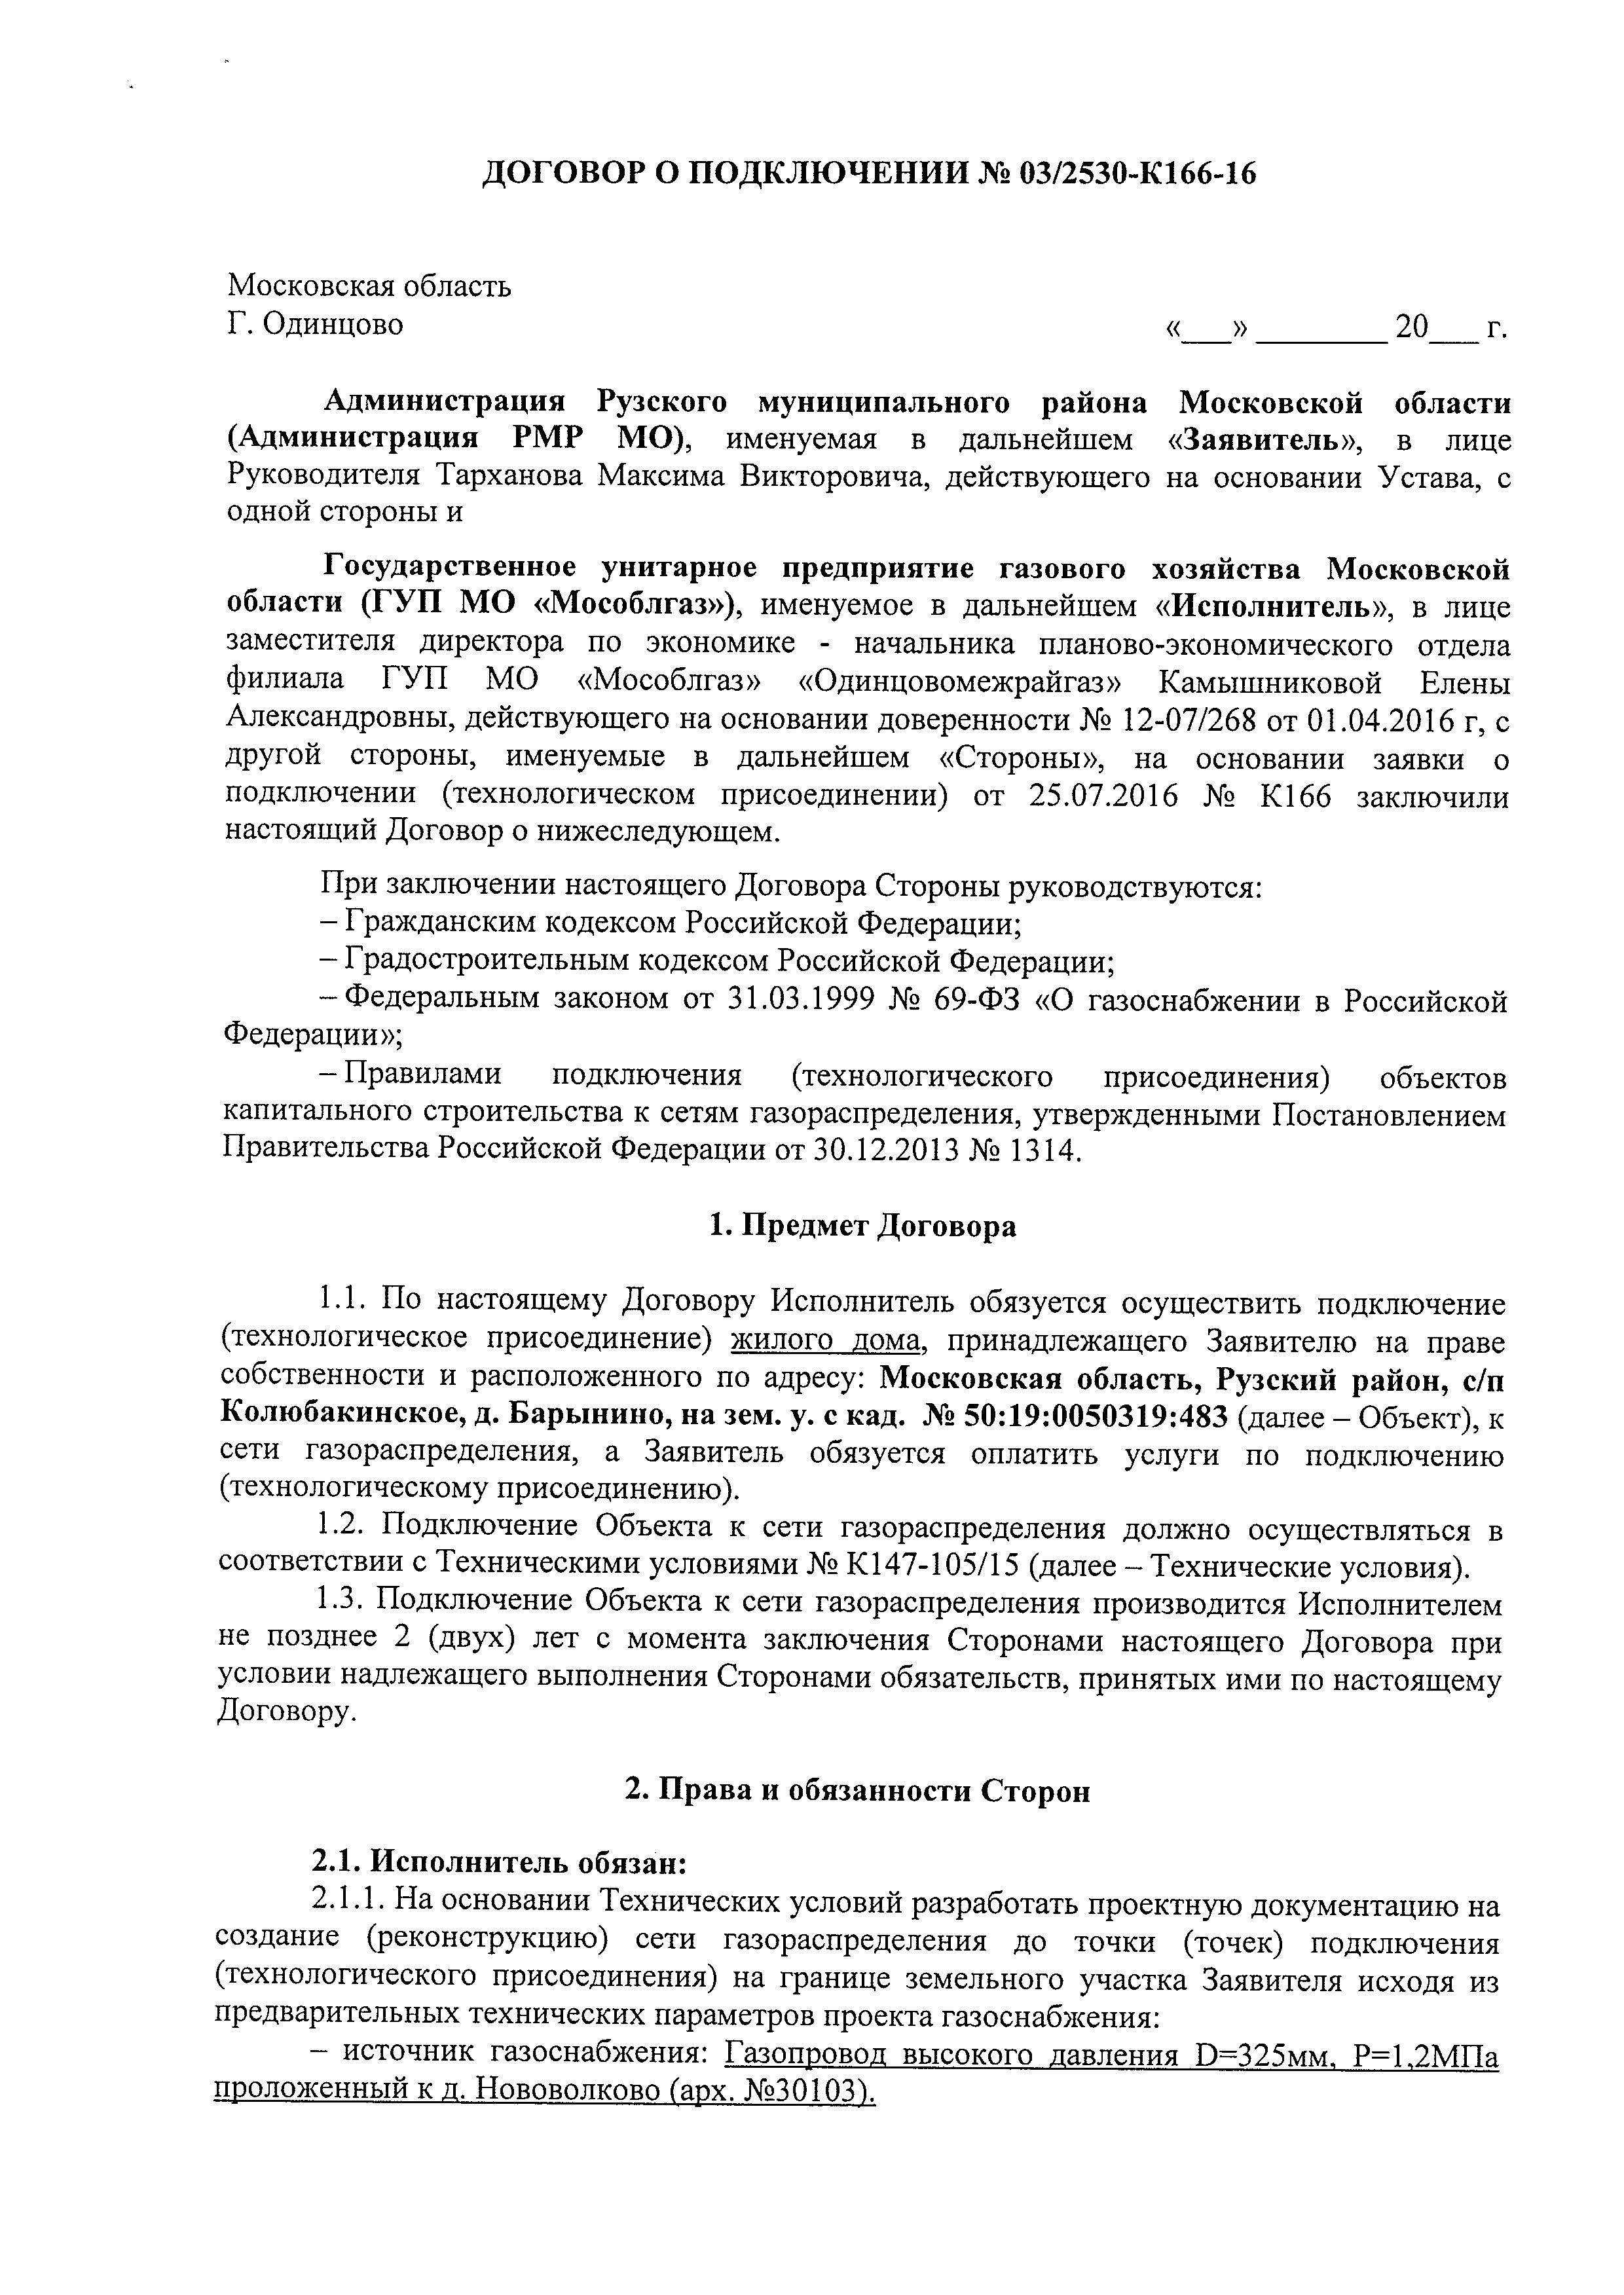 ДОГОВОР О ПОДКЛЮЧЕНИИ № 03/2530-К166-16
Московская область
Г. Одинцово «___» ________ 20___ г.
Администрация Рузского муниципального района Московской области
(Администрация РМР МО), именуемая в дальнейшем «Заявитель», в лице
Руководителя Тарханова Максима Викторовича, действующего на основании Устава, с
одной стороны и
Государственное унитарное предприятие газового хозяйства Московской
области (ГУП МО «Мособлгаз»), именуемое в дальнейшем «Исполнитель», в лице
заместителя директора по экономике - начальника планово-экономического отдела
филиала ГУП МО «Мособлгаз» «Одинцовомежрайгаз» Камышниковой Елены
Александровны, действующего на основании доверенности № 12-07/268 от 01.04.2016 г, с
другой стороны, именуемые в дальнейшем «Стороны», на основании заявки о
подключении (технологическом присоединении) от 25.07.2016 № К166 заключили
настоящий Договор о нижеследующем.
При заключении настоящего Договора Стороны руководствуются:
– Гражданским кодексом Российской Федерации;
– Градостроительным кодексом Российской Федерации;
– Федеральным законом от 31.03.1999 № 69-ФЗ «О газоснабжении в Российской
Федерации»;
– Правилами подключения (технологического присоединения) объектов
капитального строительства к сетям газораспределения, утвержденными Постановлением
Правительства Российской Федерации от 30.12.2013 № 1314.
1. Предмет Договора
1.1. По настоящему Договору Исполнитель обязуется осуществить подключение
(технологическое присоединение) жилого дома, принадлежащего Заявителю на праве
собственности и расположенного по адресу: Московская область, Рузский район, с/п
Колюбакинское, д. Барынино, на зем. у. с кад. № 50:19:0050319:483 (далее – Объект), к
сети газораспределения, а Заявитель обязуется оплатить услуги по подключению
(технологическому присоединению).
1.2. Подключение Объекта к сети газораспределения должно осуществляться в
соответствии с Техническими условиями № К147-105/15 (далее – Технические условия).
1.3. Подключение Объекта к сети газораспределения производится Исполнителем
не позднее 2 (двух) лет с момента заключения Сторонами настоящего Договора при
условии надлежащего выполнения Сторонами обязательств, принятых ими по настоящему
Договору.
2. Права и обязанности Сторон
2.1. Исполнитель обязан:
2.1.1. На основании Технических условий разработать проектную документацию на
создание (реконструкцию) сети газораспределения до точки (точек) подключения
(технологического присоединения) на границе земельного участка Заявителя исходя из
предварительных технических параметров проекта газоснабжения:
– источник газоснабжения: Газопровод высокого давления D=325мм, Р=1,2МПа
проложенный к д. Нововолково (арх. №30103).